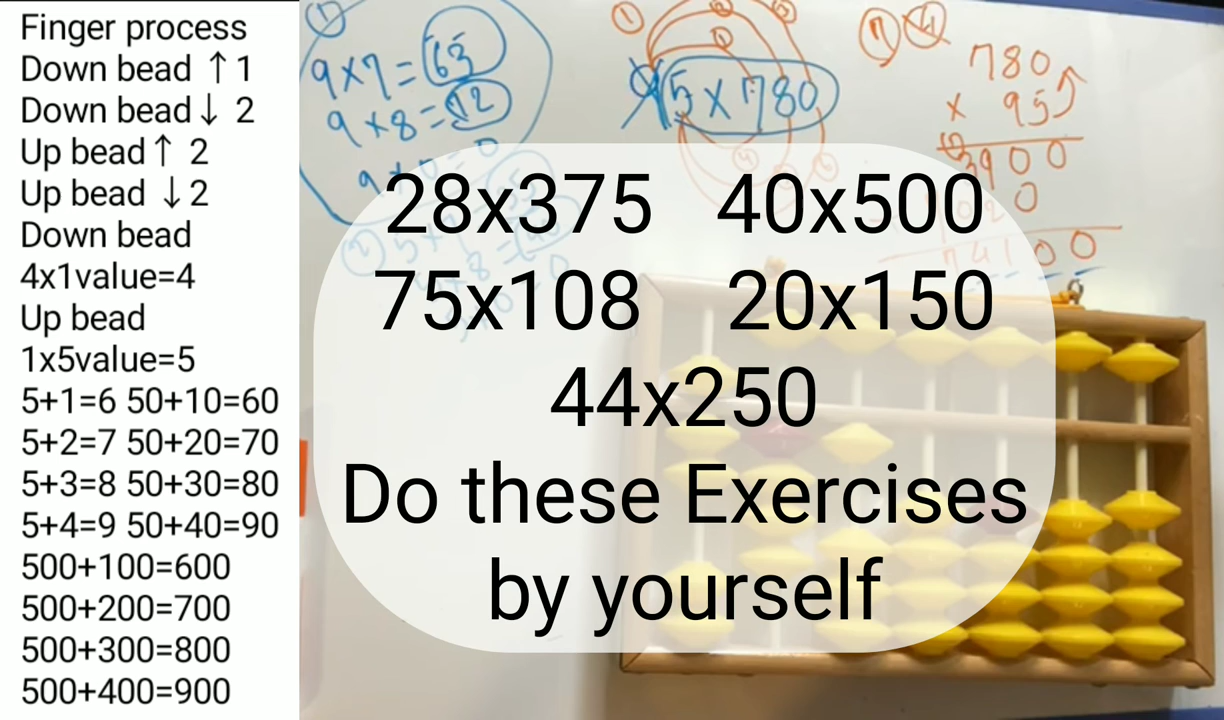 Finger process
Down bead ↑ 1
Down bead ↓ 2
Up bead ↑ 2
Up bead ↓ 2
Down bead
4x1value=4
Up bead
1x5value=5
5+1=6 50+10=60
5+2=7 50+20=70
5+3=8 50+30=80
5+4=9 50+40=90
500+100=600
500+200=700
500+300=800
500+400=900
9x7=63
9x8=72
95x780
780
x 95
3900
74100
28x375 40x500
75x108 20x150
44x250
Do these Exercises
by yourself